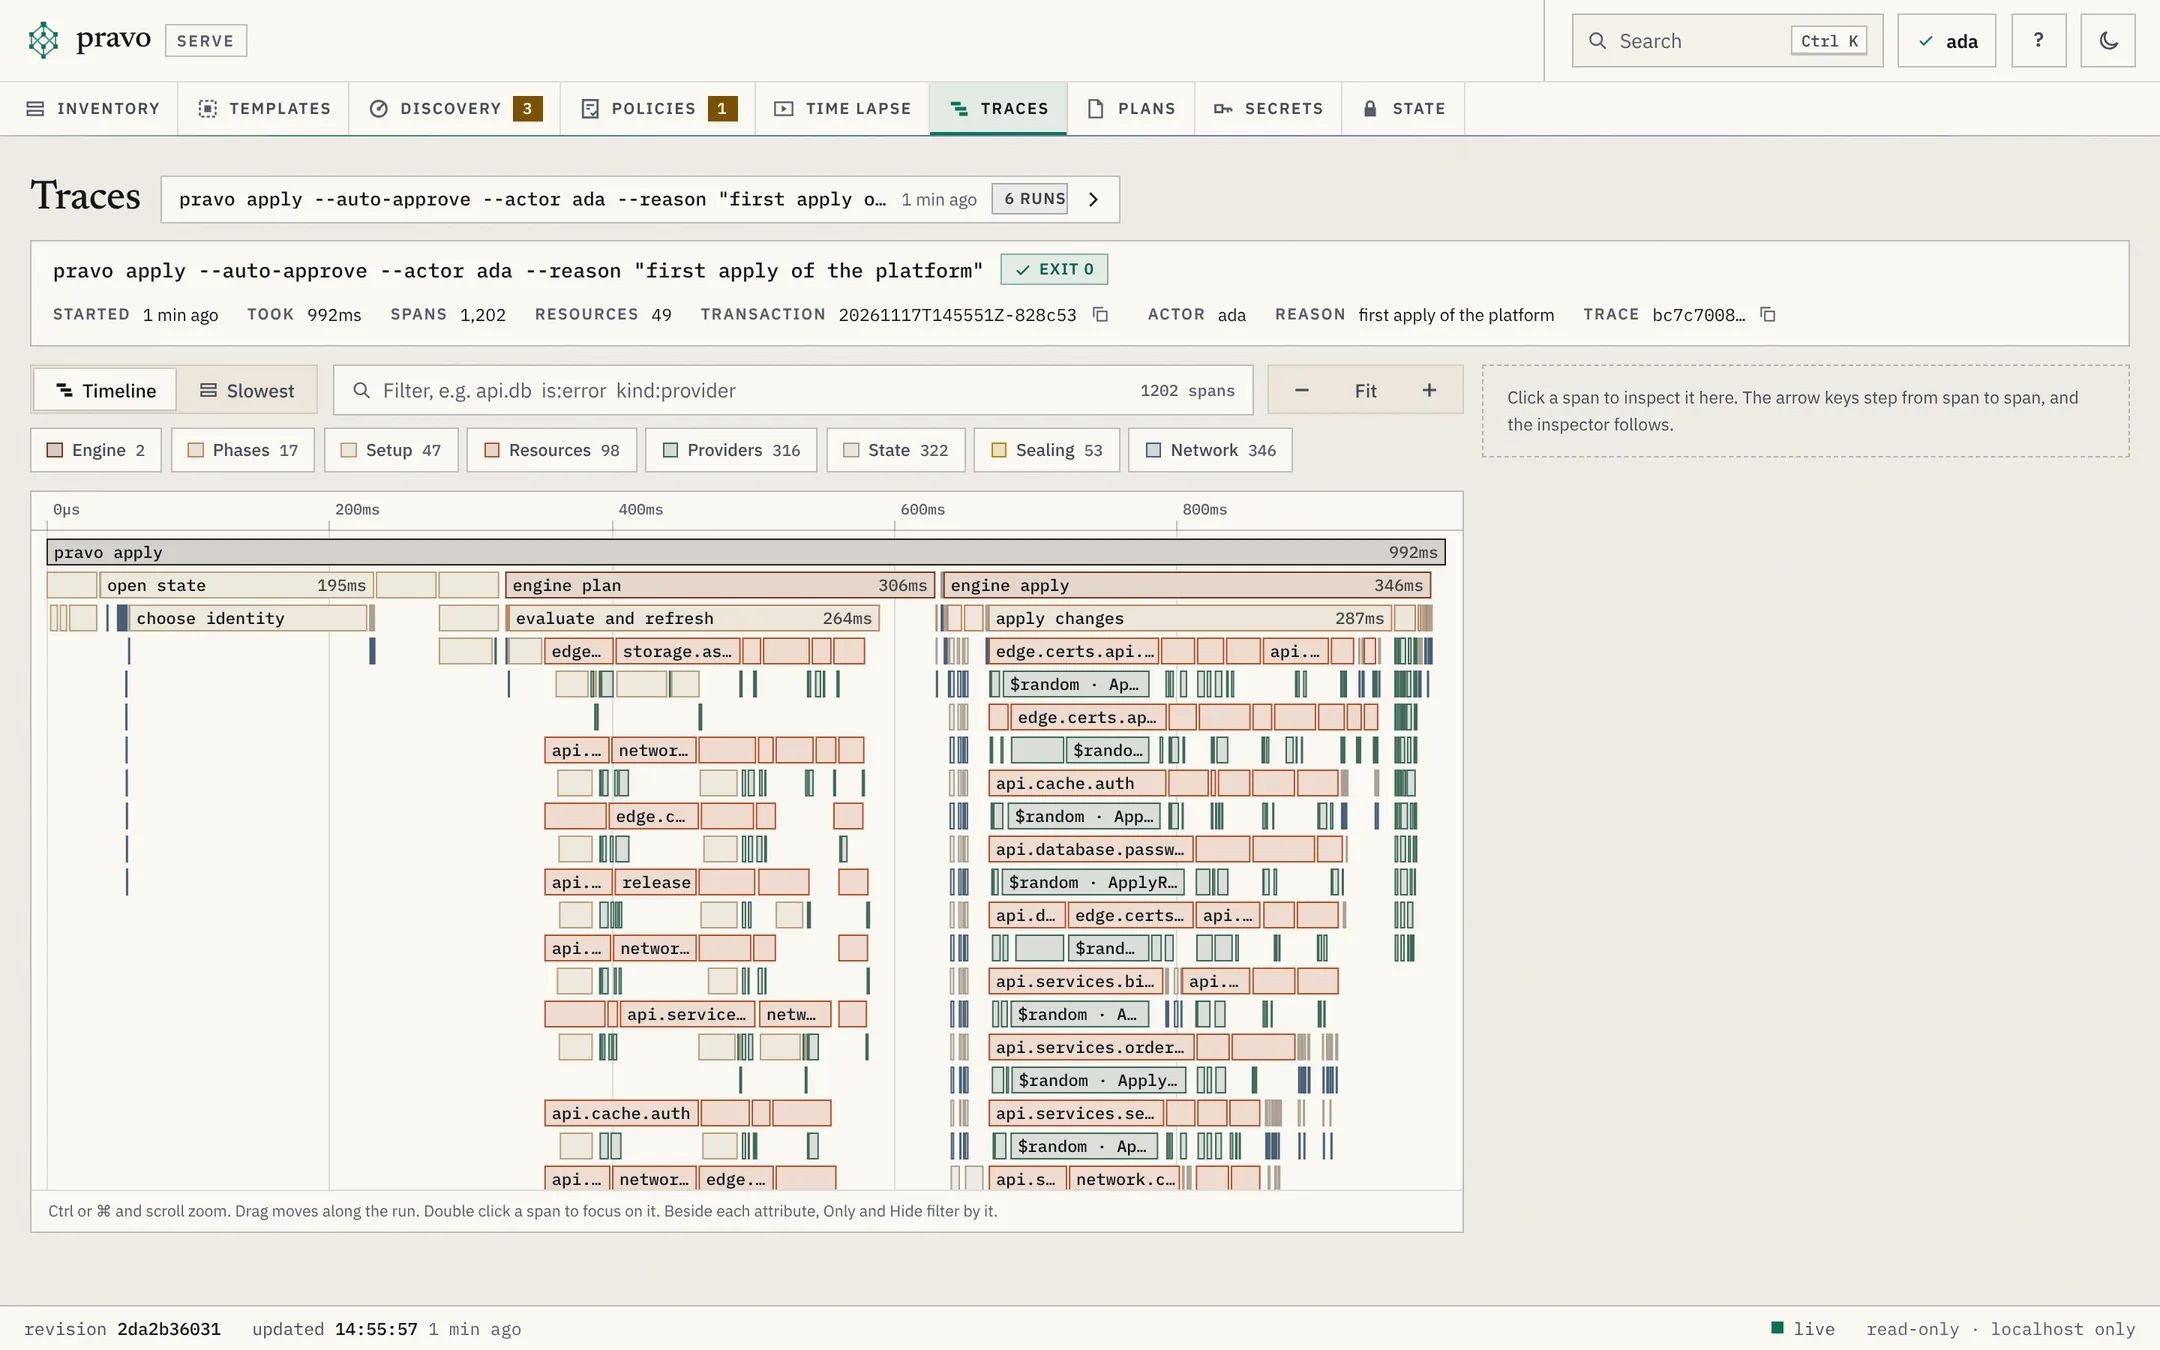 pravo SERVE Search Ctrl K ada ?
INVENTORY TEMPLATES DISCOVERY 3 POLICIES 1 TIME LAPSE TRACES PLANS SECRETS STATE
Traces pravo apply --auto-approve --actor ada --reason "first apply o… 1 min ago 6 RUNS
pravo apply --auto-approve --actor ada --reason "first apply of the platform" EXIT 0
STARTED 1 min ago TOOK 992ms SPANS 1,202 RESOURCES 49 TRANSACTION 20261117T145551Z-828c53 ACTOR ada REASON first apply of the platform TRACE bc7c7008…
Timeline Slowest Filter, e.g. api.db is:error kind:provider 1202 spans − Fit +
Click a span to inspect it here. The arrow keys step from span to span, and
the inspector follows.
Engine 2 Phases 17 Setup 47 Resources 98 Providers 316 State 322 Sealing 53 Network 346
0µs 200ms 400ms 600ms 800ms
pravo apply 992ms
open state 195ms engine plan 306ms engine apply 346ms
choose identity evaluate and refresh 264ms apply changes 287ms
edge… storage.as… edge.certs.api.… api.…
$random · Ap…
edge.certs.ap…
api.… networ… $rando…
api.cache.auth
edge.c… $random · App…
api.database.passw…
api.… release $random · ApplyR…
api.d… edge.certs… api.…
api.… networ… $rand…
api.services.bi… api.…
api.service… netw… $random · A…
api.services.order…
$random · Apply…
api.cache.auth api.services.se…
$random · Ap…
api.… networ… edge.… api.s… network.c…
Ctrl or ⌘ and scroll zoom. Drag moves along the run. Double click a span to focus on it. Beside each attribute, Only and Hide filter by it.
revision 2da2b36031 updated 14:55:57 1 min ago live read-only · localhost only